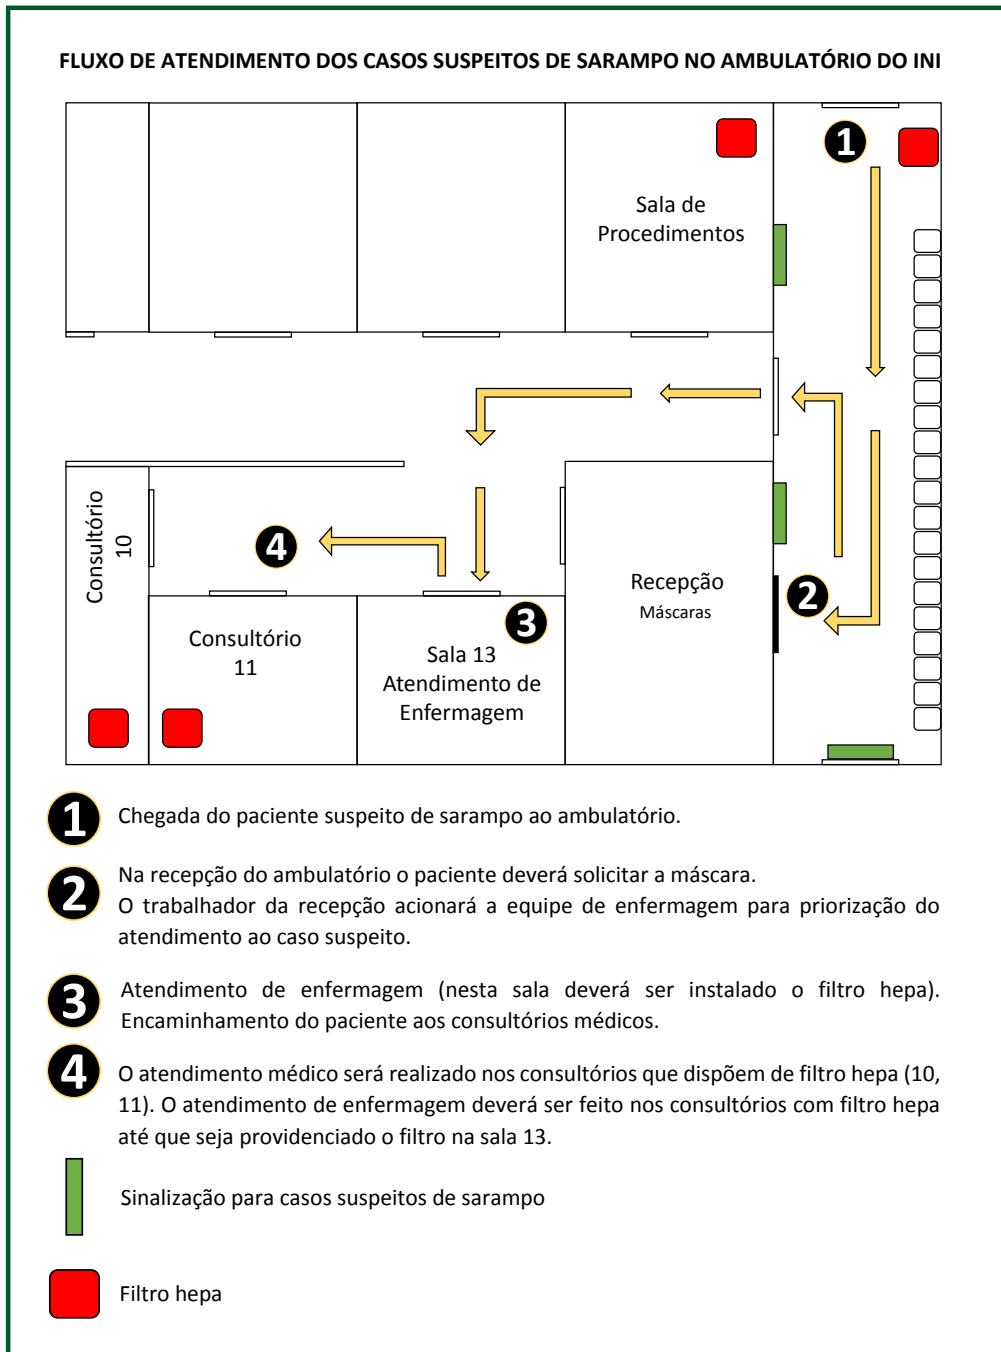 FLUXO DE ATENDIMENTO DOS CASOS SUSPEITOS DE SARAMPO NO AMBULATÓRIO DO INI
1
Sala de
Procedimentos
Consultório
10
4
Consultório
11
3
Sala 13
Atendimento de
Enfermagem
Recepção
Máscaras
2
1
Chegada do paciente suspeito de sarampo ao ambulatório.
2
Na recepção do ambulatório o paciente deverá solicitar a máscara.
O trabalhador da recepção acionará a equipe de enfermagem para priorização do
atendimento ao caso suspeito.
3
Atendimento de enfermagem (nesta sala deverá ser instalado o filtro hepa).
Encaminhamento do paciente aos consultórios médicos.
4
O atendimento médico será realizado nos consultórios que dispõem de filtro hepa (10,
11). O atendimento de enfermagem deverá ser feito nos consultórios com filtro hepa
até que seja providenciado o filtro na sala 13.
Sinalização para casos suspeitos de sarampo
Filtro hepa